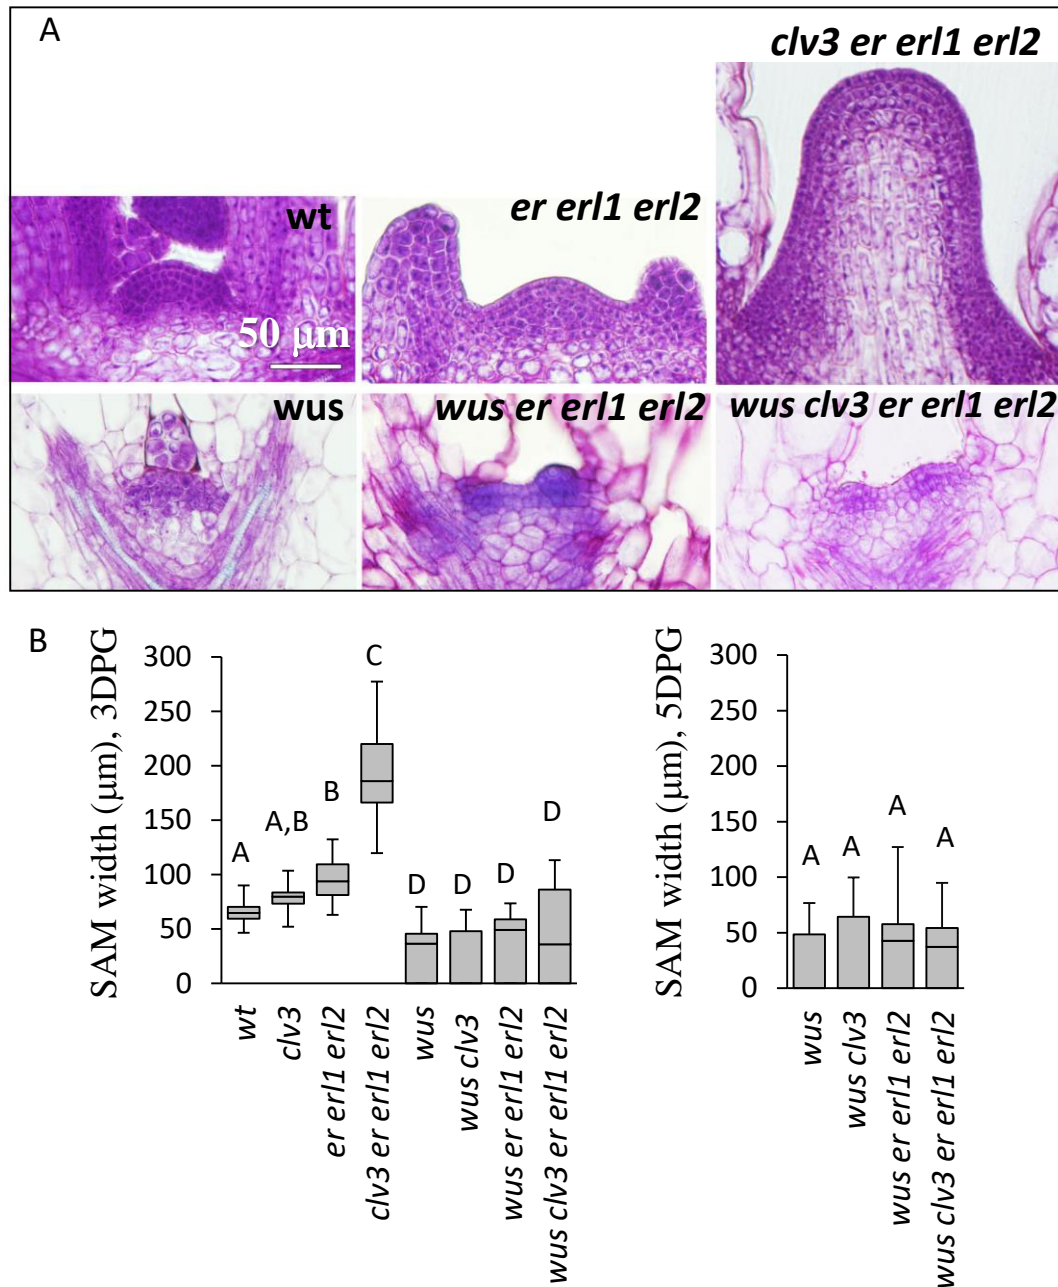 A
clv3 er erl1 erl2
wt
er erl1 erl2
50 μm
wus
wus er erl1 erl2
wus clv3 er erl1 erl2
B
SAM width (μm), 3DPG
300
250
200
150
100
50
0
A
A,B
B
C
D
D
D
D
wt
clv3
er erl1 erl2
clv3 er erl1 erl2
wus
wus clv3
wus er erl1 erl2
wus clv3 er erl1 erl2
SAM width (μm), 5DPG
300
250
200
150
100
50
0
A
A
A
A
wus
wus clv3
wus er erl1 erl2
wus clv3 er erl1 erl2